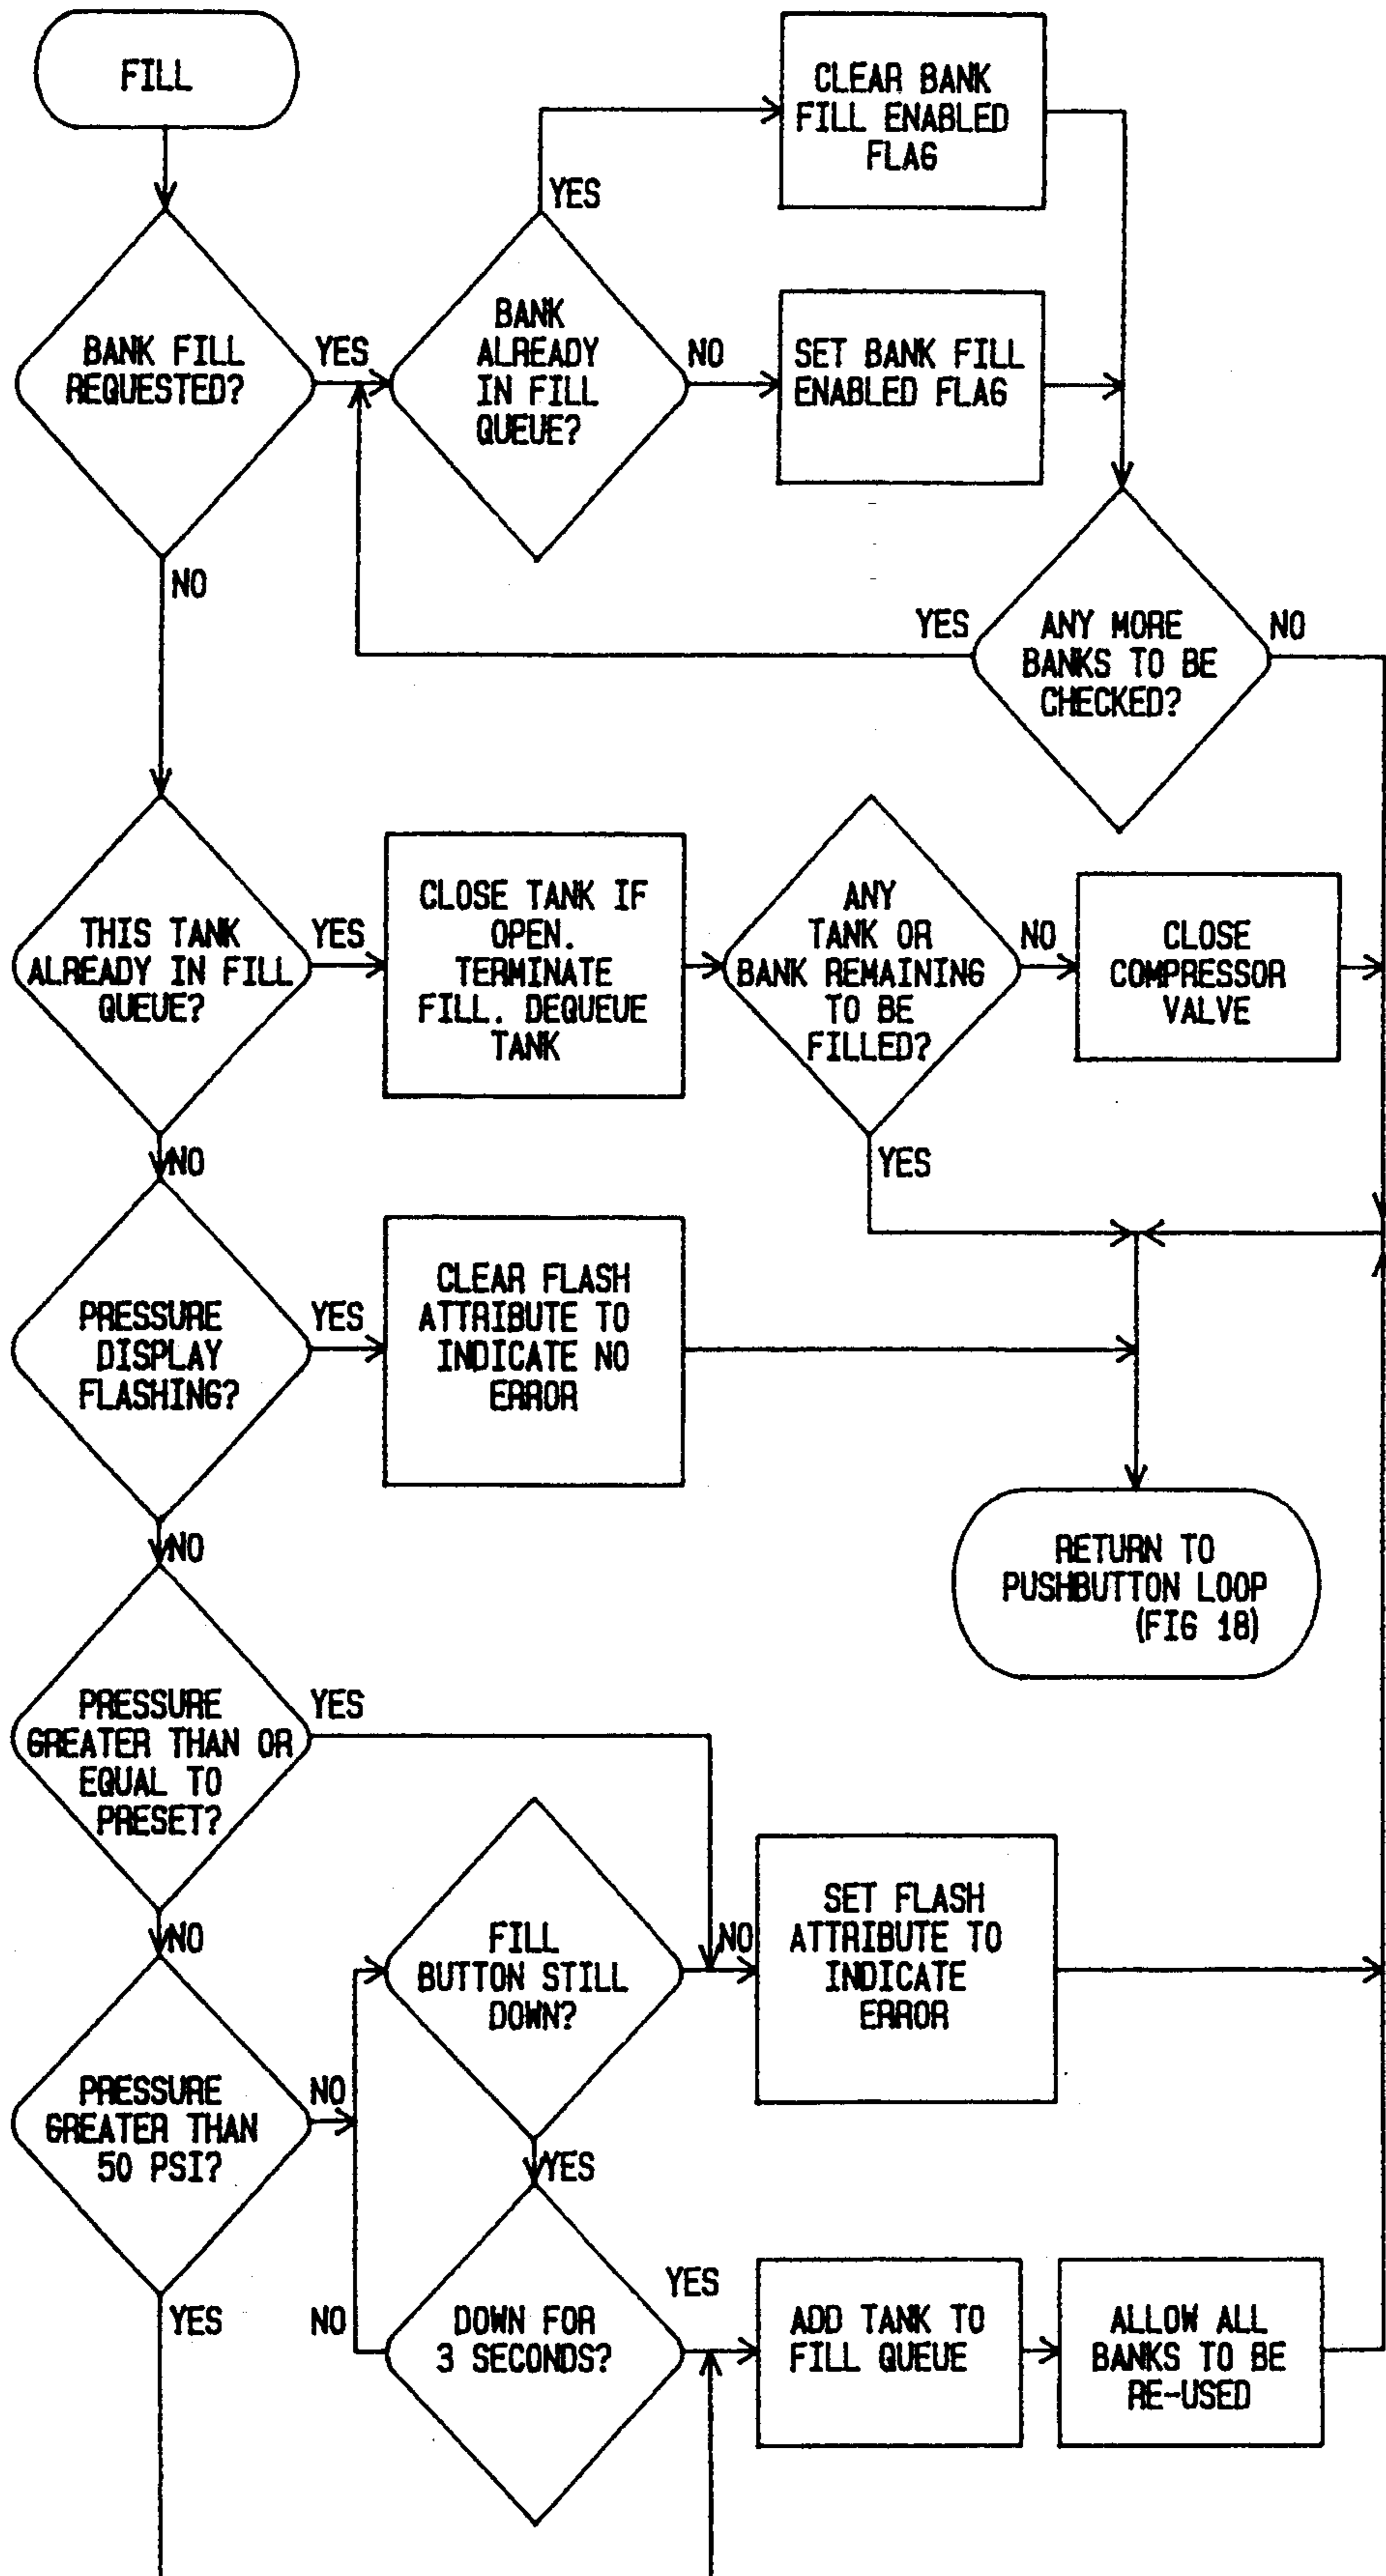 FILL
CLEAR BANK
FILL ENABLED
FLAG
YES
BANK FILL
REQUESTED?
YES
BANK
ALREADY
IN FILL
QUEUE?
NO
SET BANK FILL
ENABLED FLAG
NO
YES
ANY MORE
BANKS TO BE
CHECKED?
NO
THIS TANK
ALREADY IN FILL
QUEUE?
YES
CLOSE TANK IF
OPEN.
TERMINATE
FILL. DEQUEUE
TANK
ANY
TANK OR
BANK REMAINING
TO BE
FILLED?
NO
CLOSE
COMPRESSOR
VALVE
NO
YES
PRESSURE
DISPLAY
FLASHING?
YES
CLEAR FLASH
ATTRIBUTE TO
INDICATE NO
ERROR
NO
RETURN TO
PUSHBUTTON LOOP
(FIG 18)
PRESSURE
GREATER THAN OR
EQUAL TO
PRESET?
YES
NO
FILL
BUTTON STILL
DOWN?
NO
SET FLASH
ATTRIBUTE TO
INDICATE
ERROR
PRESSURE
GREATER THAN
50 PSI?
NO
YES
YES
NO
DOWN FOR
3 SECONDS?
YES
ADD TANK TO
FILL QUEUE
ALLOW ALL
BANKS TO BE
RE-USED